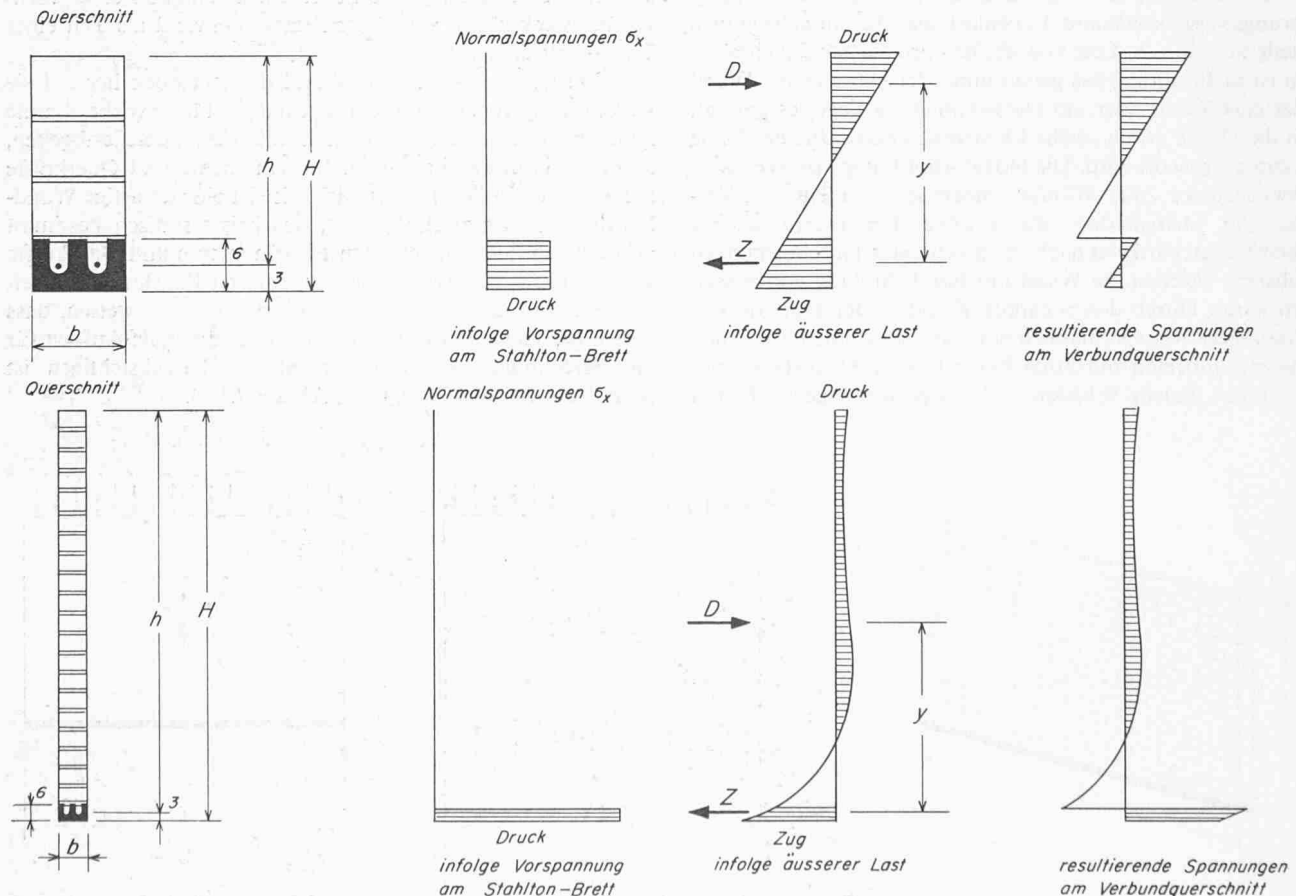 Querschnitt
Normalspannungen σx
Druck
D
h
H
y
6
3
Z
b
Druck
infolge Vorspannung
am Stahlton-Brett
Zug
infolge äusserer Last
resultierende Spannungen
am Verbundquerschnitt
Querschnitt
Normalspannungen σx
Druck
h
H
D
y
6
3
Z
b
Druck
infolge Vorspannung
am Stahlton-Brett
Zug
infolge äusserer Last
resultierende Spannungen
am Verbundquerschnitt